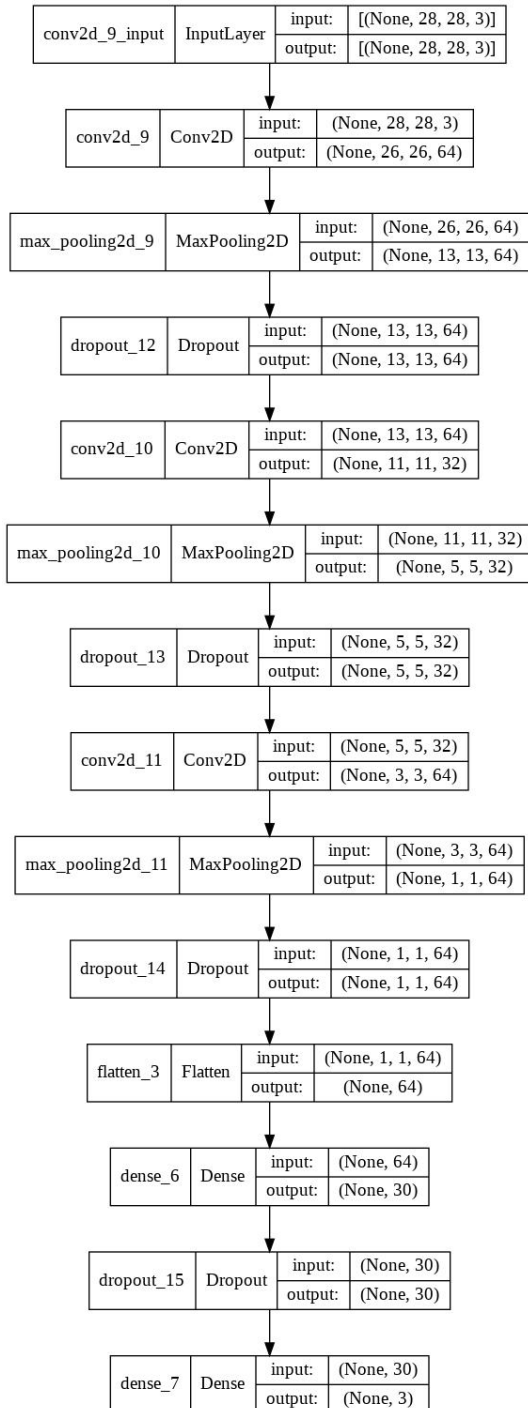 conv2d_9_input InputLayer input: [(None, 28, 28, 3)]
output: [(None, 28, 28, 3)]
conv2d_9 Conv2D input: (None, 28, 28, 3)
output: (None, 26, 26, 64)
max_pooling2d_9 MaxPooling2D input: (None, 26, 26, 64)
output: (None, 13, 13, 64)
dropout_12 Dropout input: (None, 13, 13, 64)
output: (None, 13, 13, 64)
conv2d_10 Conv2D input: (None, 13, 13, 64)
output: (None, 11, 11, 32)
max_pooling2d_10 MaxPooling2D input: (None, 11, 11, 32)
output: (None, 5, 5, 32)
dropout_13 Dropout input: (None, 5, 5, 32)
output: (None, 5, 5, 32)
conv2d_11 Conv2D input: (None, 5, 5, 32)
output: (None, 3, 3, 64)
max_pooling2d_11 MaxPooling2D input: (None, 3, 3, 64)
output: (None, 1, 1, 64)
dropout_14 Dropout input: (None, 1, 1, 64)
output: (None, 1, 1, 64)
flatten_3 Flatten input: (None, 1, 1, 64)
output: (None, 64)
dense_6 Dense input: (None, 64)
output: (None, 30)
dropout_15 Dropout input: (None, 30)
output: (None, 30)
dense_7 Dense input: (None, 30)
output: (None, 3)